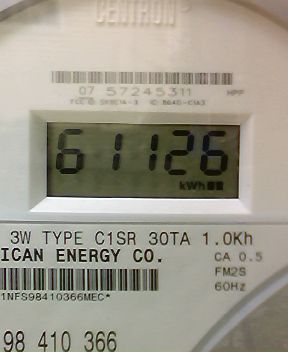 CENTRON®
07 57245311 HPF
61126
kWh
3W TYPE C1SR 30TA 1.0Kh
ICAN ENERGY CO. CA 0.5
FM2S
60Hz
1NFS98410366MEC*
98 410 366